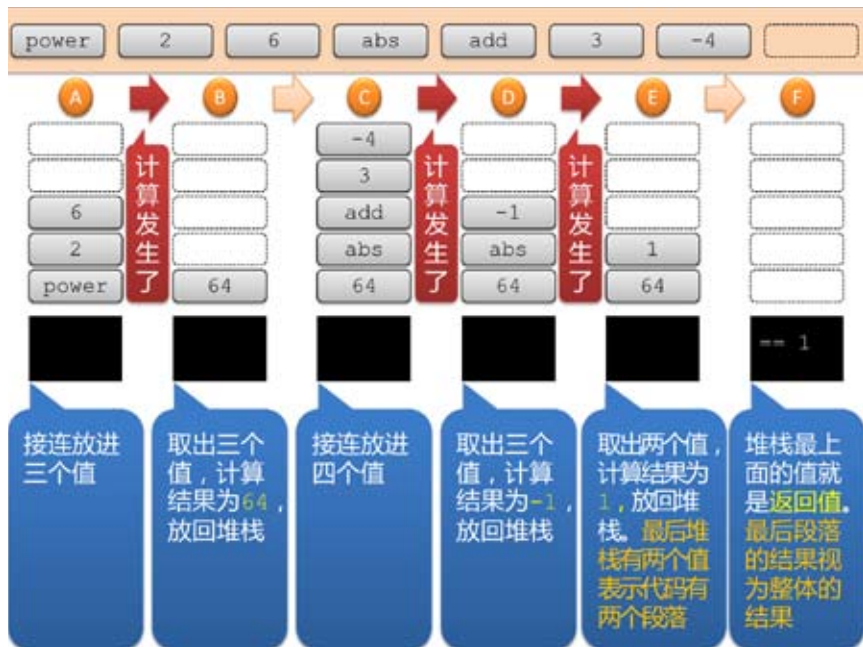 power 2 6 abs add 3 -4
A B C D E F
6
2
power
计算发生了
64
-4
3
add
abs
64
计算发生了
-1
abs
64
计算发生了
1
64
== 1
接连放进
三个值
取出三个
值，计算
结果为64，
放回堆栈
接连放进
四个值
取出三个
值，计算
结果为-1，
放回堆栈
取出两个值，
计算结果为
1，放回堆
栈。最后堆
栈有两个值
表示代码有
两个段落
堆栈最上
面的值就
是返回值。
最后段落
的结果视
为整体的
结果